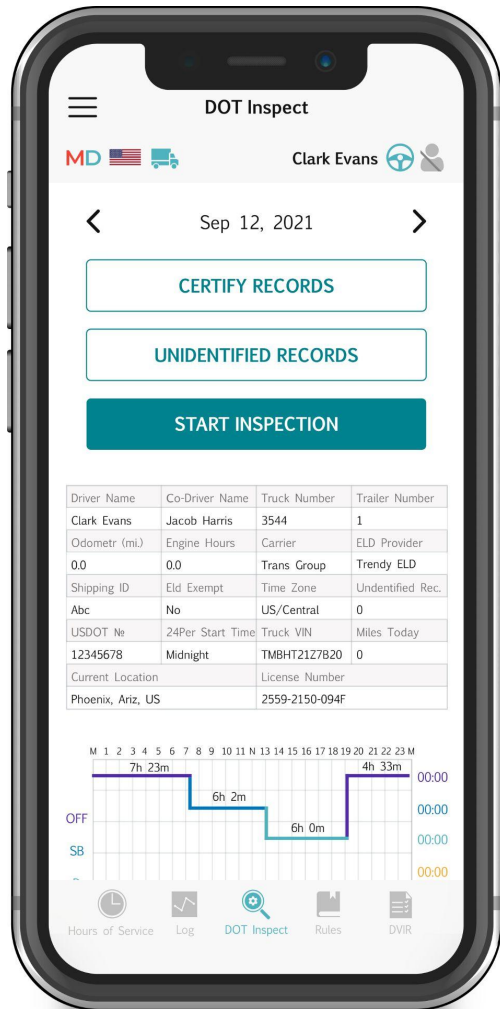 DOT Inspect
MD Clark Evans
Sep 12, 2021
CERTIFY RECORDS
UNIDENTIFIED RECORDS
START INSPECTION
Driver Name Co-Driver Name Truck Number Trailer Number
Clark Evans Jacob Harris 3544 1
Odometr (mi.) Engine Hours Carrier ELD Provider
0.0 0.0 Trans Group Trendy ELD
Shipping ID Eld Exempt Time Zone Undentified Rec.
Abc No US/Central 0
USDOT № 24Per Start Time Truck VIN Miles Today
12345678 Midnight TMBHT21Z7B20 0
Current Location License Number
Phoenix, Ariz, US 2559-2150-094F
M 1 2 3 4 5 6 7 8 9 10 11 N 13 14 15 16 17 18 19 20 21 22 23 M
7h 23m 4h 33m
00:00
6h 2m
00:00
OFF
6h 0m
00:00
SB
00:00
Hours of Service Log DOT Inspect Rules DVIR